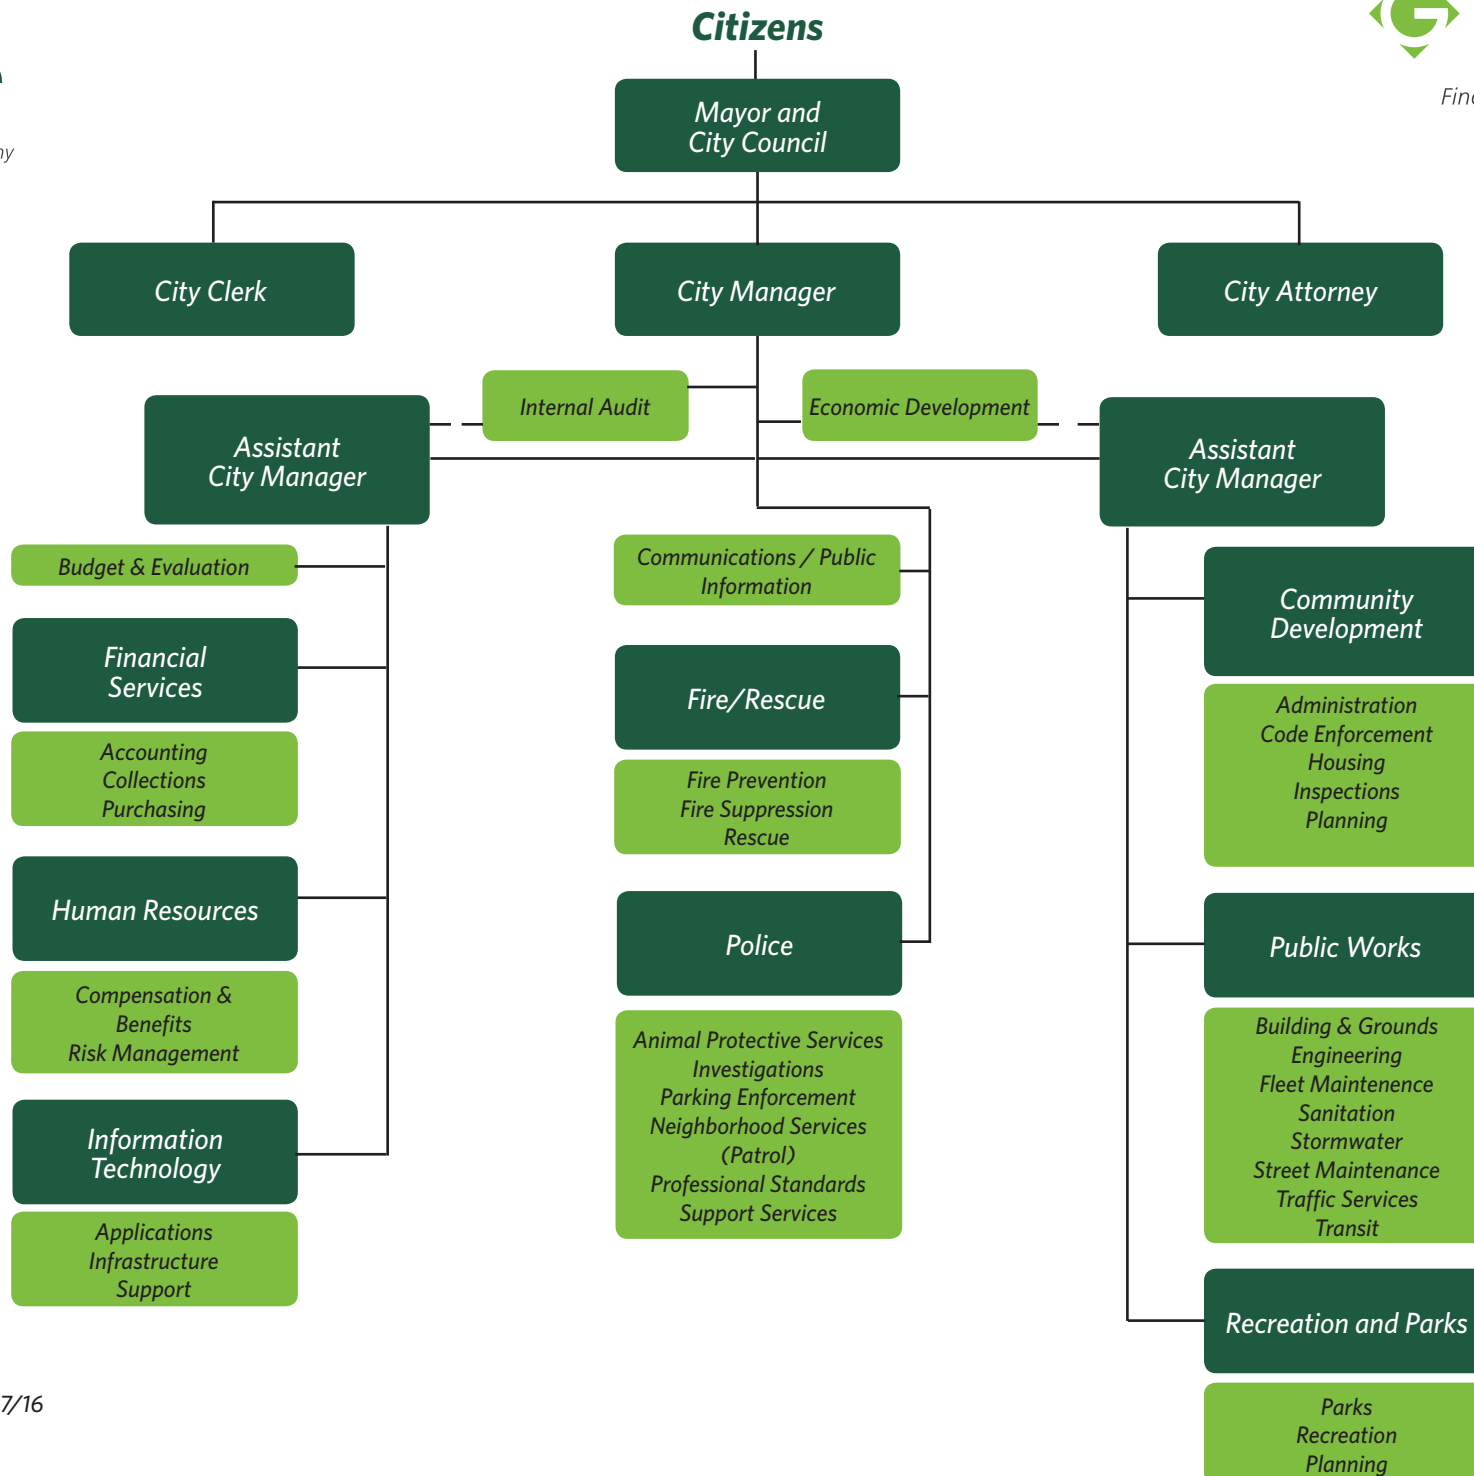 Citizens
Mayor and
City Council
City Clerk
City Manager
City Attorney
Internal Audit
Economic Development
Assistant
City Manager
Assistant
City Manager
Budget & Evaluation
Financial
Services
Accounting
Collections
Purchasing
Human Resources
Compensation &
Benefits
Risk Management
Information
Technology
Applications
Infrastructure
Support
Communications / Public
Information
Fire/Rescue
Fire Prevention
Fire Suppression
Rescue
Police
Animal Protective Services
Investigations
Parking Enforcement
Neighborhood Services
(Patrol)
Professional Standards
Support Services
Community
Development
Administration
Code Enforcement
Housing
Inspections
Planning
Public Works
Building & Grounds
Engineering
Fleet Maintenence
Sanitation
Stormwater
Street Maintenance
Traffic Services
Transit
Recreation and Parks
Parks
Recreation
Planning
7/16